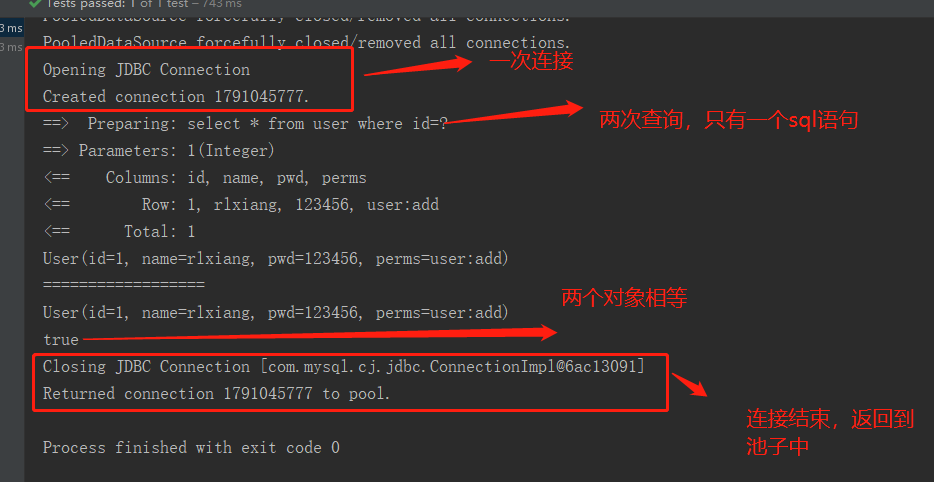 Tests passed: 1 of 1 test – 743 ms
PooledDataSource forcefully closed/removed all connections.
3 ms
3 ms
PooledDataSource forcefully closed/removed all connections.
Opening JDBC Connection
一次连接
Created connection 1791045777.
==>  Preparing: select * from user where id=?
两次查询，只有一个sql语句
==> Parameters: 1(Integer)
<==    Columns: id, name, pwd, perms
<==        Row: 1, rlxiang, 123456, user:add
<==      Total: 1
User(id=1, name=rlxiang, pwd=123456, perms=user:add)
==================
两个对象相等
User(id=1, name=rlxiang, pwd=123456, perms=user:add)
true
Closing JDBC Connection [com.mysql.cj.jdbc.ConnectionImpl@6ac13091]
Returned connection 1791045777 to pool.
连接结束，返回到
池子中
Process finished with exit code 0